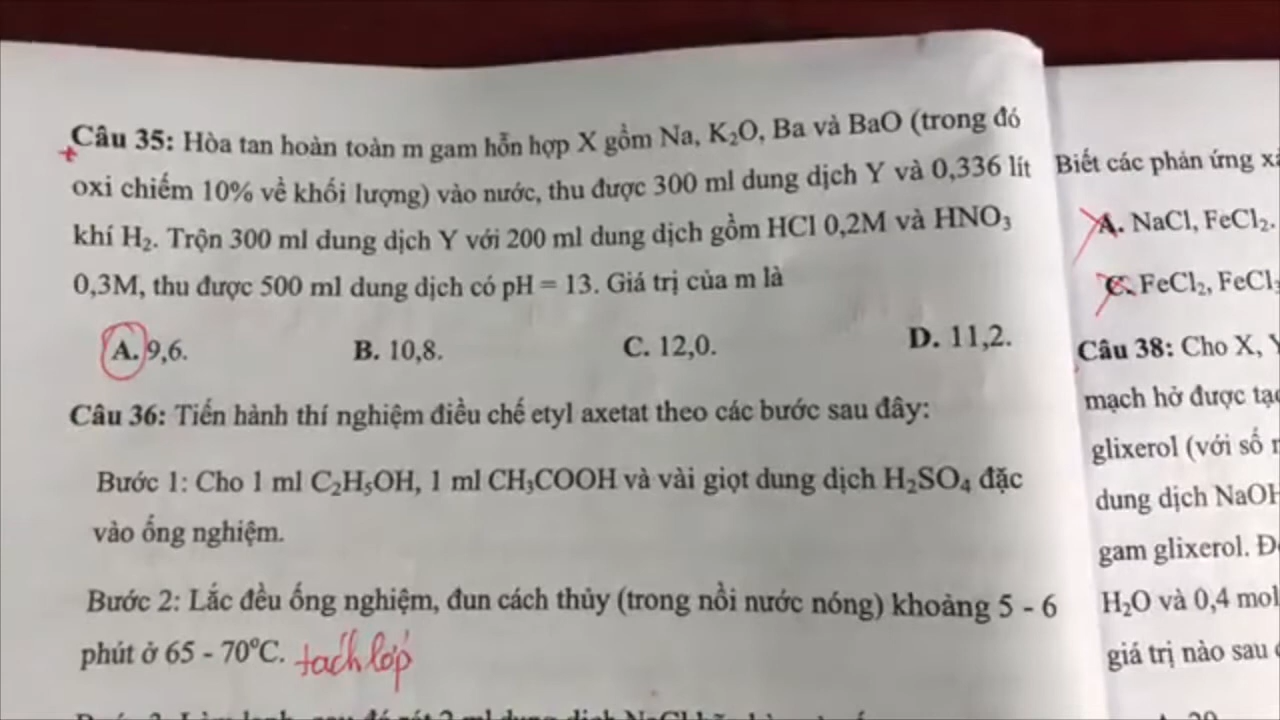 Câu 35: Hòa tan hoàn toàn m gam hỗn hợp X gồm Na, K₂O, Ba và BaO (trong đó
oxi chiếm 10% về khối lượng) vào nước, thu được 300 ml dung dịch Y và 0,336 lít
khí H₂. Trộn 300 ml dung dịch Y với 200 ml dung dịch gồm HCl 0,2M và HNO₃
0,3M, thu được 500 ml dung dịch có pH = 13. Giá trị của m là
A. 9,6. B. 10,8. C. 12,0. D. 11,2.
Câu 36: Tiến hành thí nghiệm điều chế etyl axetat theo các bước sau đây:
Bước 1: Cho 1 ml C₂H₅OH, 1 ml CH₃COOH và vài giọt dung dịch H₂SO₄ đặc
vào ống nghiệm.
Bước 2: Lắc đều ống nghiệm, đun cách thủy (trong nồi nước nóng) khoảng 5 - 6
phút ở 65 - 70°C. tách lớp
Biết các phản ứng
A. NaCl, FeCl₂.
C. FeCl₂, FeCl₃
Câu 38: Cho X,
mạch hở được
glixerol (với số
dung dịch NaOH
gam glixerol.
H₂O và 0,4 mol
giá trị nào sau